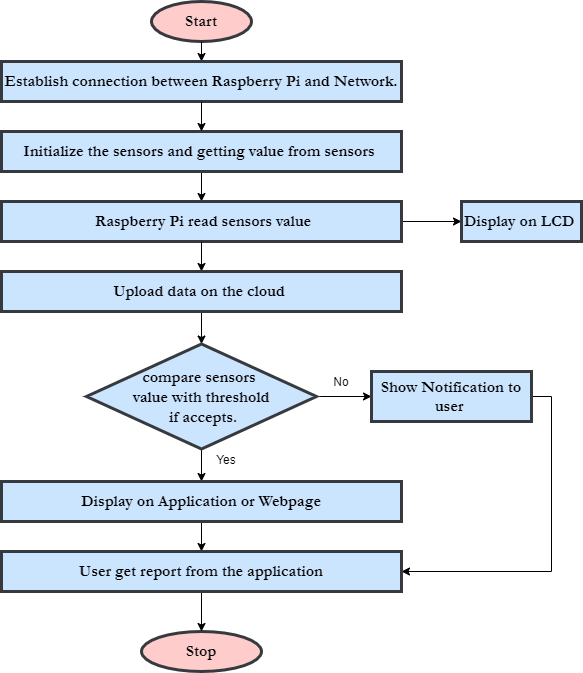 Start
Establish connection between Raspberry Pi and Network.
Initialize the sensors and getting value from sensors
Raspberry Pi read sensors value
Display on LCD
Upload data on the cloud
compare sensors
value with threshold
if accepts.
No
Show Notification to
user
Yes
Display on Application or Webpage
User get report from the application
Stop